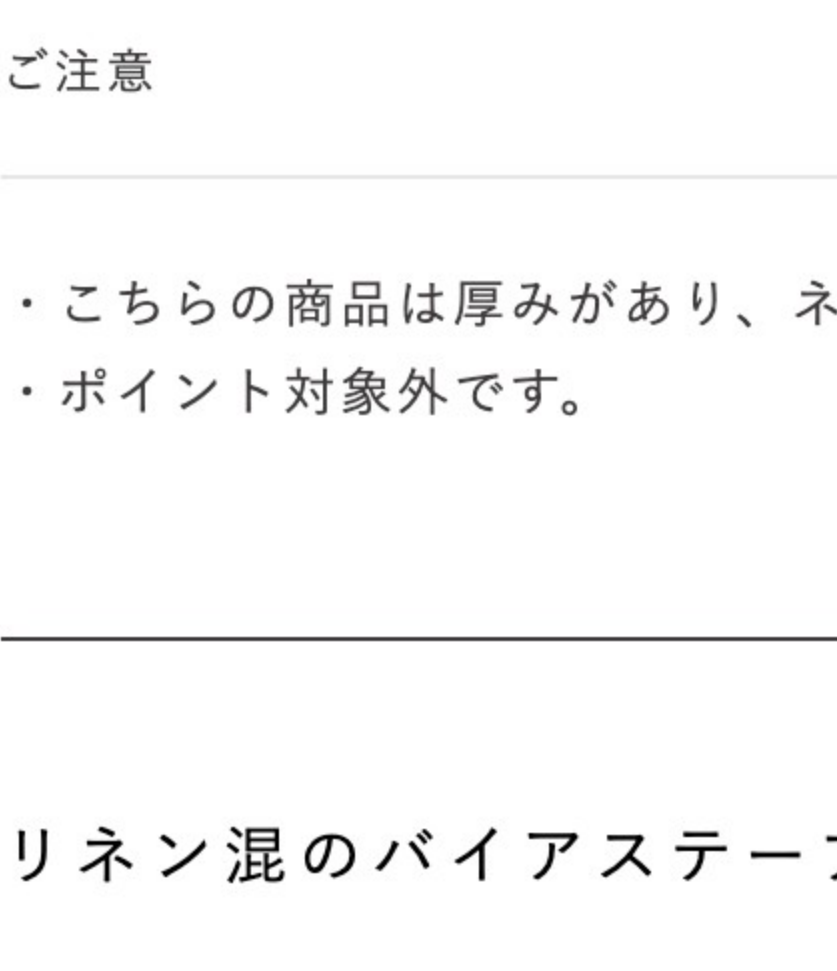 ご注意
・こちらの商品は厚みがあり、ネ
・ポイント対象外です。
リネン混のバイアステー